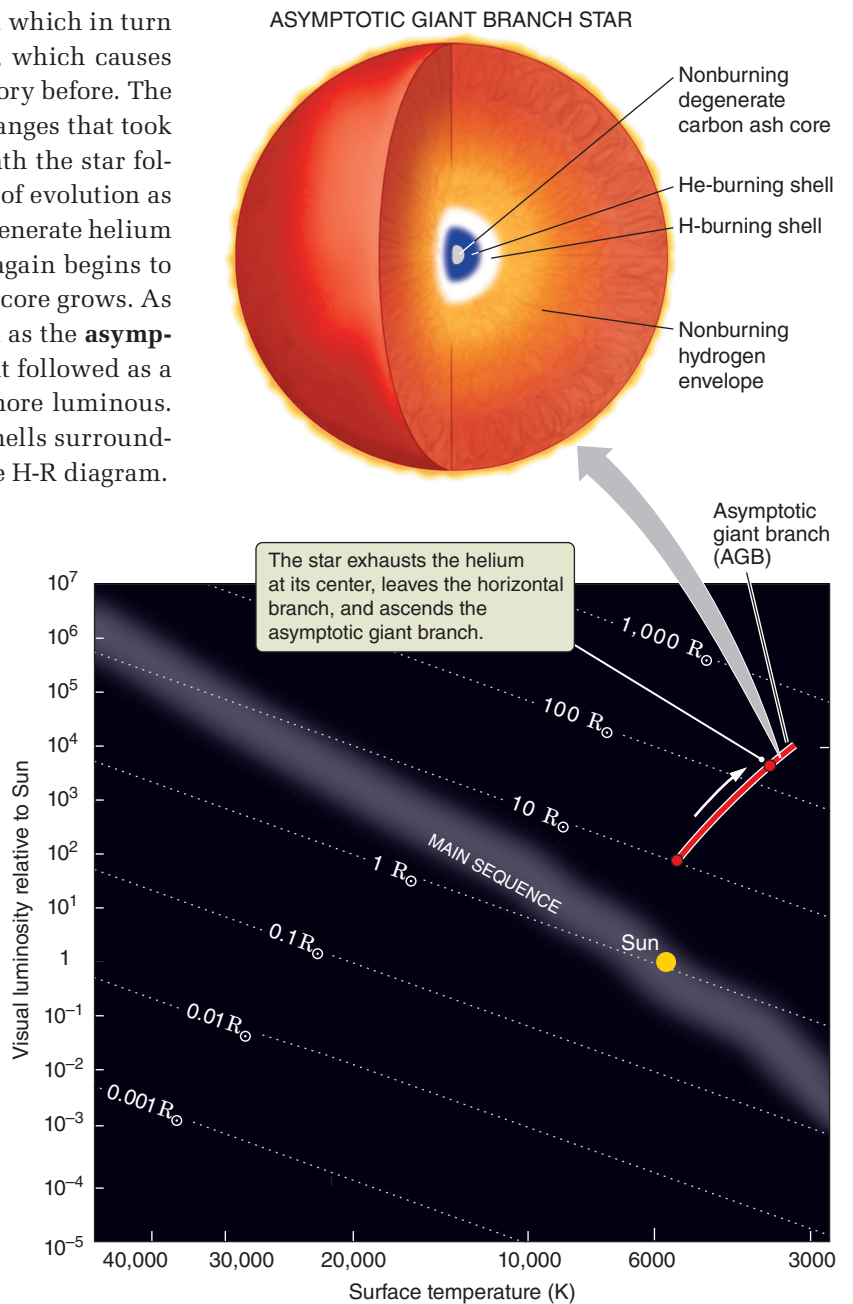 , which in turn
, which causes
ory before. The
anges that took
th the star fol-
of evolution as
enerate helium
gain begins to
core grows. As
as the asymp-
t followed as a
nore luminous.
hells surround-
e H-R diagram.
ASYMPTOTIC GIANT BRANCH STAR
Nonburning
degenerate
carbon ash core
He-burning shell
H-burning shell
Nonburning
hydrogen
envelope
Asymptotic
giant branch
(AGB)
The star exhausts the helium
at its center, leaves the horizontal
branch, and ascends the
asymptotic giant branch.
Visual luminosity relative to Sun
10⁷
10⁶
10⁵
10⁴
10³
10²
10¹
1
10⁻¹
10⁻²
10⁻³
10⁻⁴
10⁻⁵
1,000 R☉
100 R☉
10 R☉
1 R☉
0.1 R☉
0.01 R☉
0.001 R☉
MAIN SEQUENCE
Sun
40,000 30,000 20,000 10,000 6000 3000
Surface temperature (K)